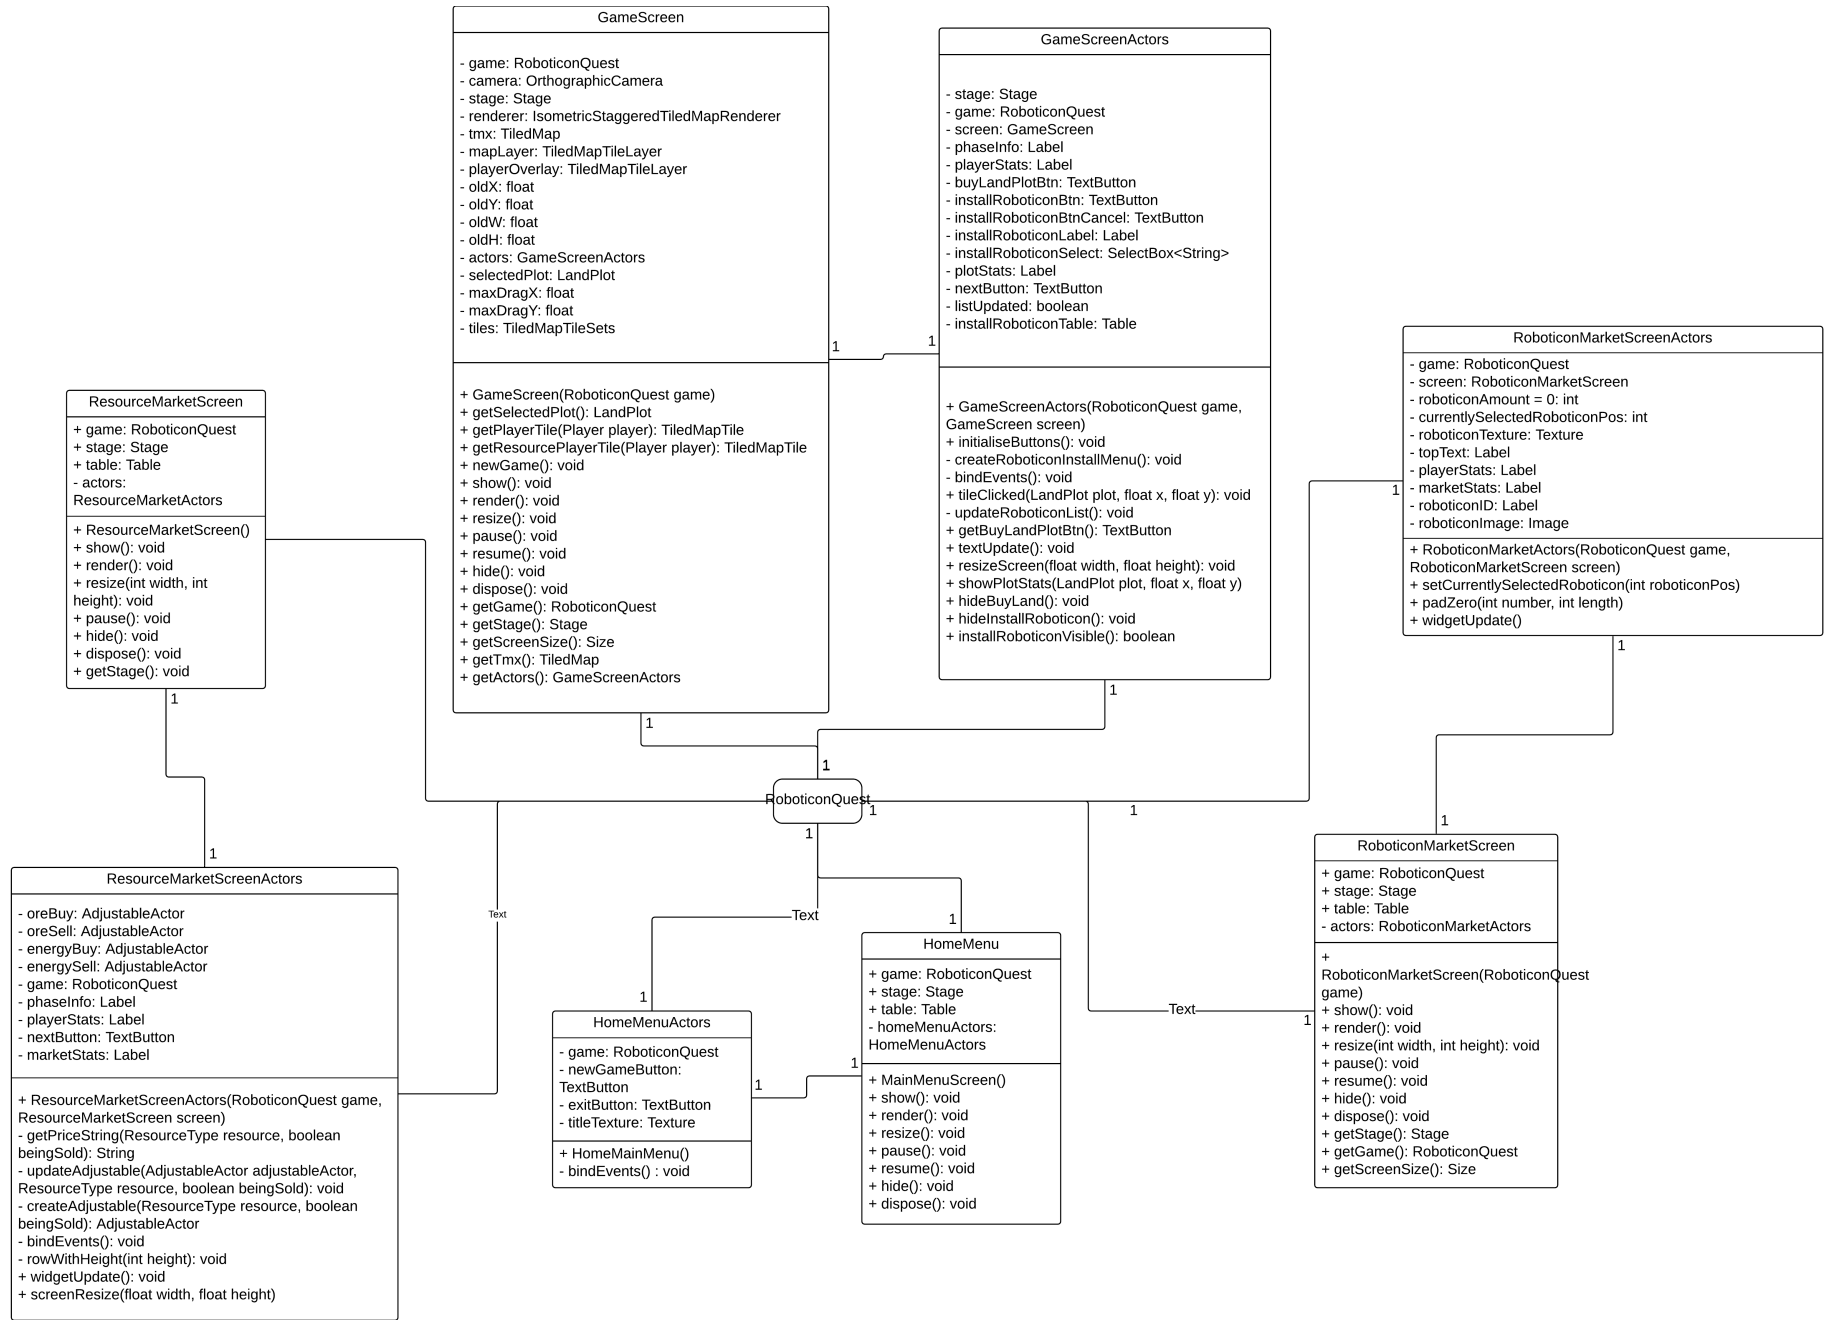 GameScreen
- game: RoboticonQuest
- camera: OrthographicCamera
- stage: Stage
- renderer: IsometricStaggeredTiledMapRenderer
- tmx: TiledMap
- mapLayer: TiledMapTileLayer
- playerOverlay: TiledMapTileLayer
- oldX: float
- oldY: float
- oldW: float
- oldH: float
- actors: GameScreenActors
- selectedPlot: LandPlot
- maxDragX: float
- maxDragY: float
- tiles: TiledMapTileSets
+ GameScreen(RoboticonQuest game)
+ getSelectedPlot(): LandPlot
+ getPlayerTile(Player player): TiledMapTile
+ getResourcePlayerTile(Player player): TiledMapTile
+ newGame(): void
+ show(): void
+ render(): void
+ resize(): void
+ pause(): void
+ resume(): void
+ hide(): void
+ dispose(): void
+ getGame(): RoboticonQuest
+ getStage(): Stage
+ getScreenSize(): Size
+ getTmx(): TiledMap
+ getActors(): GameScreenActors
1
1
1
GameScreenActors
- stage: Stage
- game: RoboticonQuest
- screen: GameScreen
- phaseInfo: Label
- playerStats: Label
- buyLandPlotBtn: TextButton
- installRoboticonBtn: TextButton
- installRoboticonBtnCancel: TextButton
- installRoboticonLabel: Label
- installRoboticonSelect: SelectBox<String>
- plotStats: Label
- nextButton: TextButton
- listUpdated: boolean
- installRoboticonTable: Table
+ GameScreenActors(RoboticonQuest game,
GameScreen screen)
+ initialiseButtons(): void
- createRoboticonInstallMenu(): void
- bindEvents(): void
+ tileClicked(LandPlot plot, float x, float y): void
- updateRoboticonList(): void
+ getBuyLandPlotBtn(): TextButton
+ textUpdate(): void
+ resizeScreen(float width, float height): void
+ showPlotStats(LandPlot plot, float x, float y)
+ hideBuyLand(): void
+ hideInstallRoboticon(): void
+ installRoboticonVisible(): boolean
1
RoboticonMarketScreenActors
- game: RoboticonQuest
- screen: RoboticonMarketScreen
- roboticonAmount = 0: int
- currentlySelectedRoboticonPos: int
- roboticonTexture: Texture
- topText: Label
- playerStats: Label
- marketStats: Label
- roboticonID: Label
- roboticonImage: Image
+ RoboticonMarketActors(RoboticonQuest game,
RoboticonMarketScreen screen)
+ setCurrentlySelectedRoboticon(int roboticonPos)
+ padZero(int number, int length)
+ widgetUpdate()
1
1
ResourceMarketScreen
+ game: RoboticonQuest
+ stage: Stage
+ table: Table
- actors:
ResourceMarketActors
+ ResourceMarketScreen()
+ show(): void
+ render(): void
+ resize(int width, int
height): void
+ pause(): void
+ hide(): void
+ dispose(): void
+ getStage(): void
1
1
1
RoboticonQuest
1
1
1
1
ResourceMarketScreenActors
- oreBuy: AdjustableActor
- oreSell: AdjustableActor
- energyBuy: AdjustableActor
- energySell: AdjustableActor
- game: RoboticonQuest
- phaseInfo: Label
- playerStats: Label
- nextButton: TextButton
- marketStats: Label
+ ResourceMarketScreenActors(RoboticonQuest game,
ResourceMarketScreen screen)
- getPriceString(ResourceType resource, boolean
beingSold): String
- updateAdjustable(AdjustableActor adjustableActor,
ResourceType resource, boolean beingSold): void
- createAdjustable(ResourceType resource, boolean
beingSold): AdjustableActor
- bindEvents(): void
- rowWithHeight(int height): void
+ widgetUpdate(): void
+ screenResize(float width, float height)
Text
Text
1
1
HomeMenuActors
- game: RoboticonQuest
- newGameButton:
TextButton
- exitButton: TextButton
- titleTexture: Texture
+ HomeMainMenu()
- bindEvents() : void
1
1
HomeMenu
+ game: RoboticonQuest
+ stage: Stage
+ table: Table
- homeMenuActors:
HomeMenuActors
+ MainMenuScreen()
+ show(): void
+ render(): void
+ resize(): void
+ pause(): void
+ resume(): void
+ hide(): void
+ dispose(): void
Text
1
RoboticonMarketScreen
+ game: RoboticonQuest
+ stage: Stage
+ table: Table
- actors: RoboticonMarketActors
+
RoboticonMarketScreen(RoboticonQuest
game)
+ show(): void
+ render(): void
+ resize(int width, int height): void
+ pause(): void
+ resume(): void
+ hide(): void
+ dispose(): void
+ getStage(): Stage
+ getGame(): RoboticonQuest
+ getScreenSize(): Size